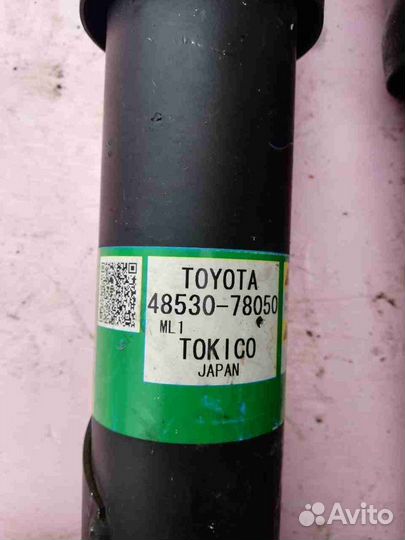 TOYOTA
48530-78050
ML1
TOKICO
JAPAN
Avito